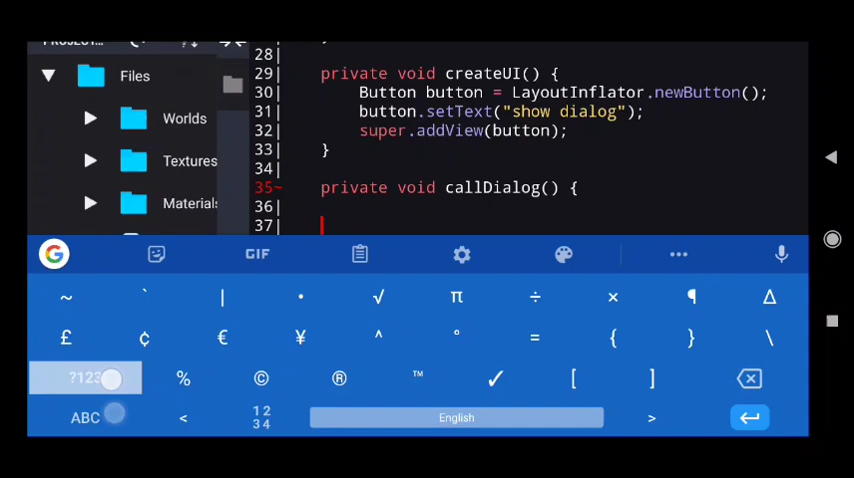 28|
29| private void createUI() {
30| Button button = LayoutInflator.newButton();
31| button.setText("show dialog");
32| super.addView(button);
33| }
34|
35~ private void callDialog() {
36|
37|
Files
Worlds
Textures
Materials
G GIF
~ ` | • √ π ÷ × ¶ Δ
£ ¢ € ¥ ^ ° = { } \
?123 % © ® ™ ✓ [ ]
ABC < 12 34 English >